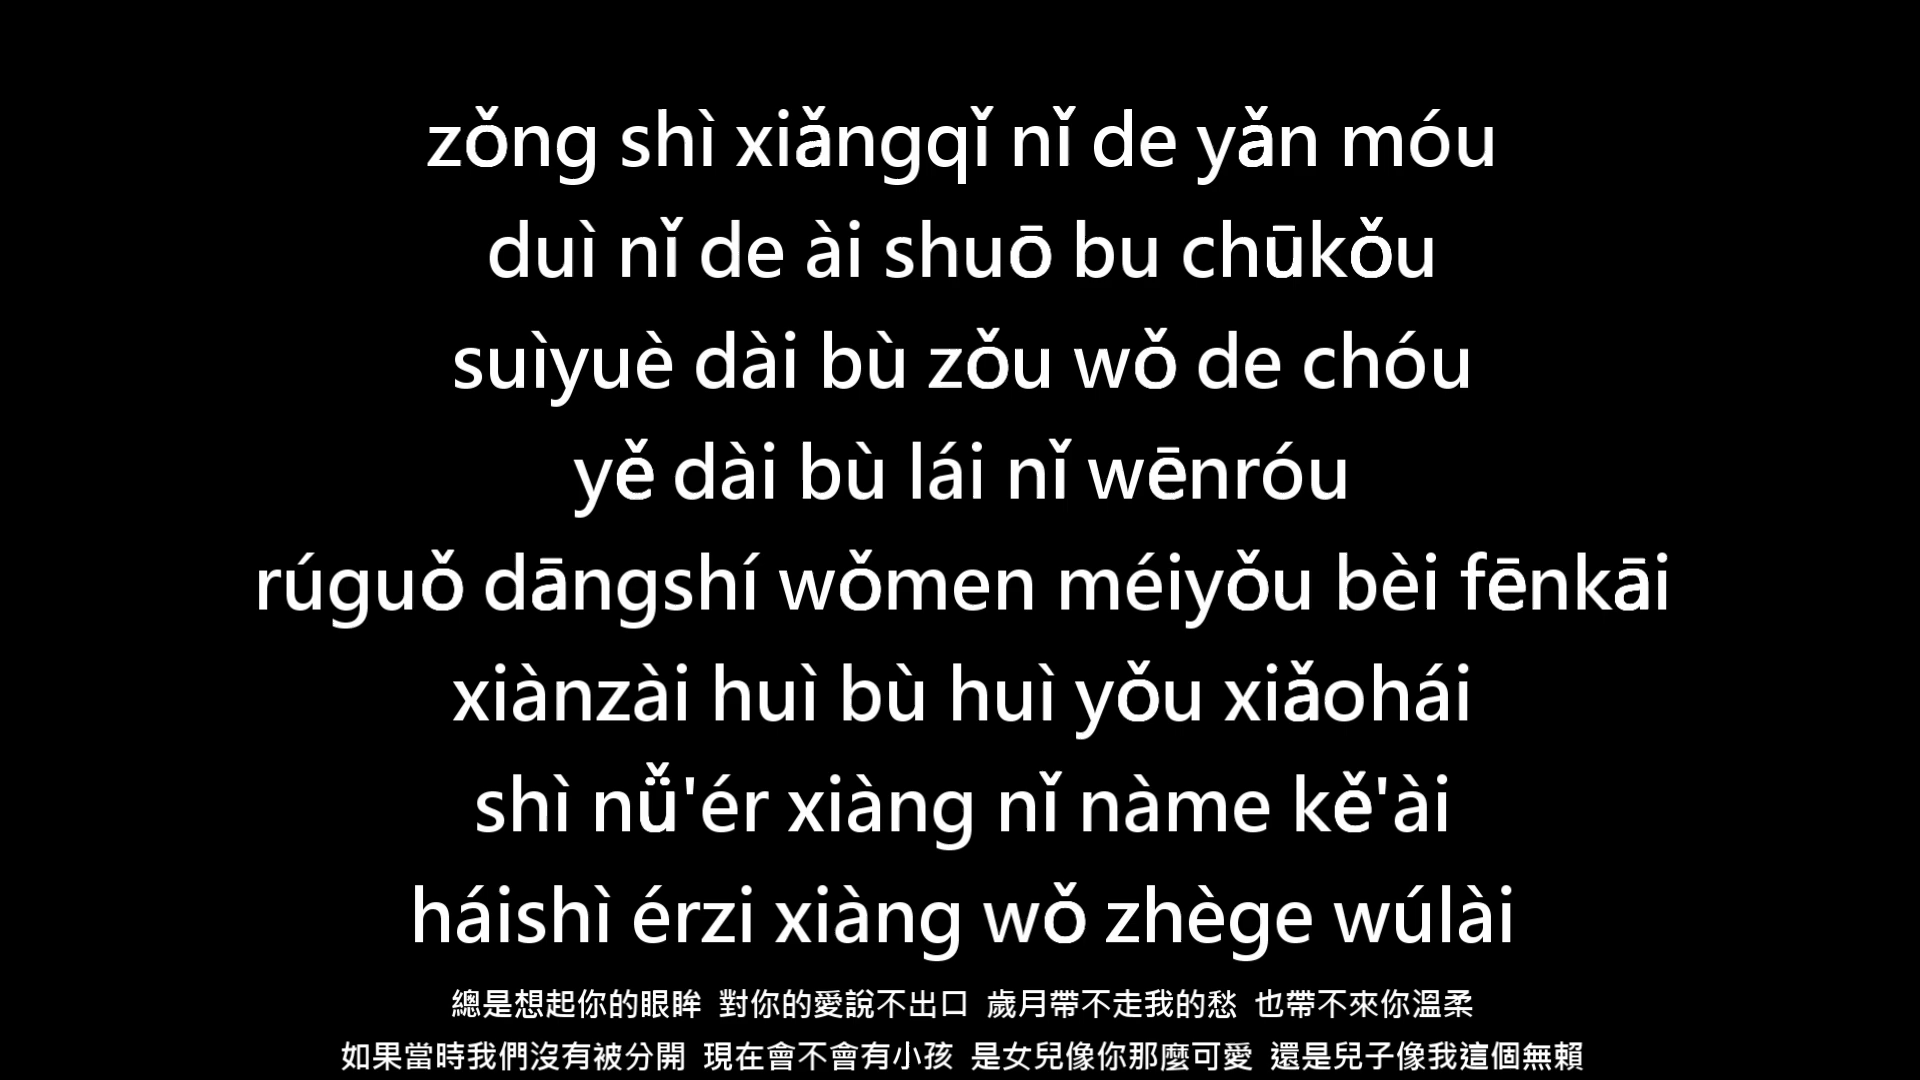 zǒng shì xiǎngqǐ nǐ de yǎn móu
duì nǐ de ài shuō bu chūkǒu
suìyuè dài bù zǒu wǒ de chóu
yě dài bù lái nǐ wēnróu
rúguǒ dāngshí wǒmen méiyǒu bèi fēnkāi
xiànzài huì bù huì yǒu xiǎohái
shì nǚ'ér xiàng nǐ nàme kě'ài
háishì érzi xiàng wǒ zhège wúlài
總是想起你的眼眸 對你的愛說不出口 歲月帶不走我的愁 也帶不來你溫柔
如果當時我們沒有被分開 現在會不會有小孩 是女兒像你那麼可愛 還是兒子像我這個無賴